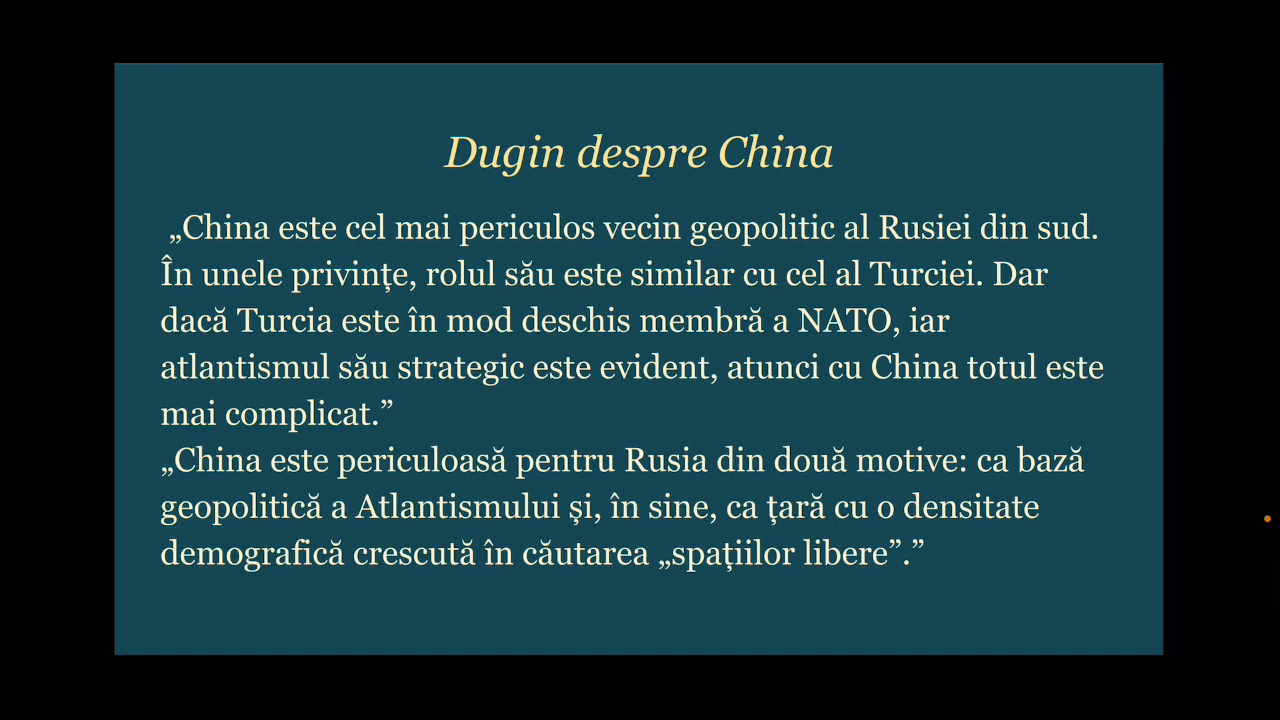 Dugin despre China
„China este cel mai periculos vecin geopolitic al Rusiei din sud.
În unele privințe, rolul său este similar cu cel al Turciei. Dar
dacă Turcia este în mod deschis membră a NATO, iar
atlantismul său strategic este evident, atunci cu China totul este
mai complicat.”
„China este periculoasă pentru Rusia din două motive: ca bază
geopolitică a Atlantismului și, în sine, ca țară cu o densitate
demografică crescută în căutarea „spațiilor libere”.”